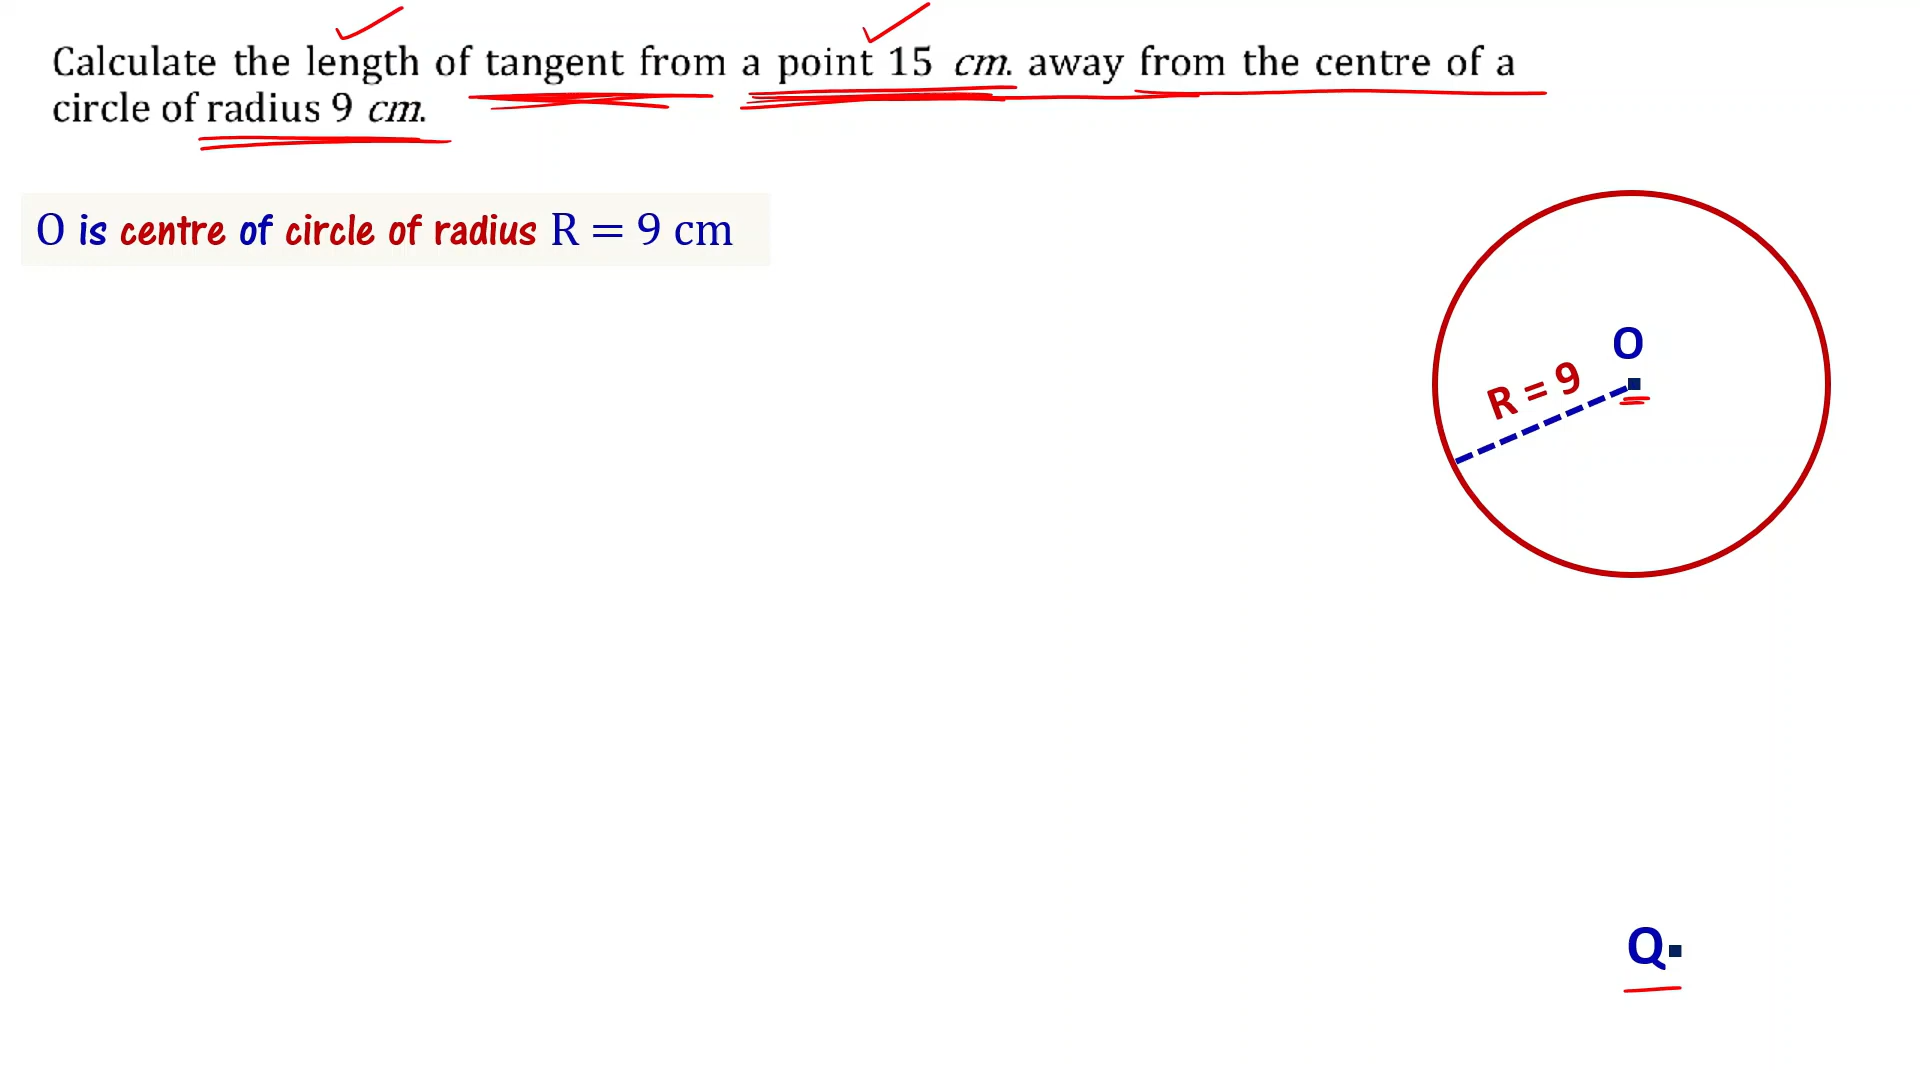 Calculate the length of tangent from a point 15 cm. away from the centre of a
circle of radius 9 cm.
O is centre of circle of radius R = 9 cm
O
R = 9
Q